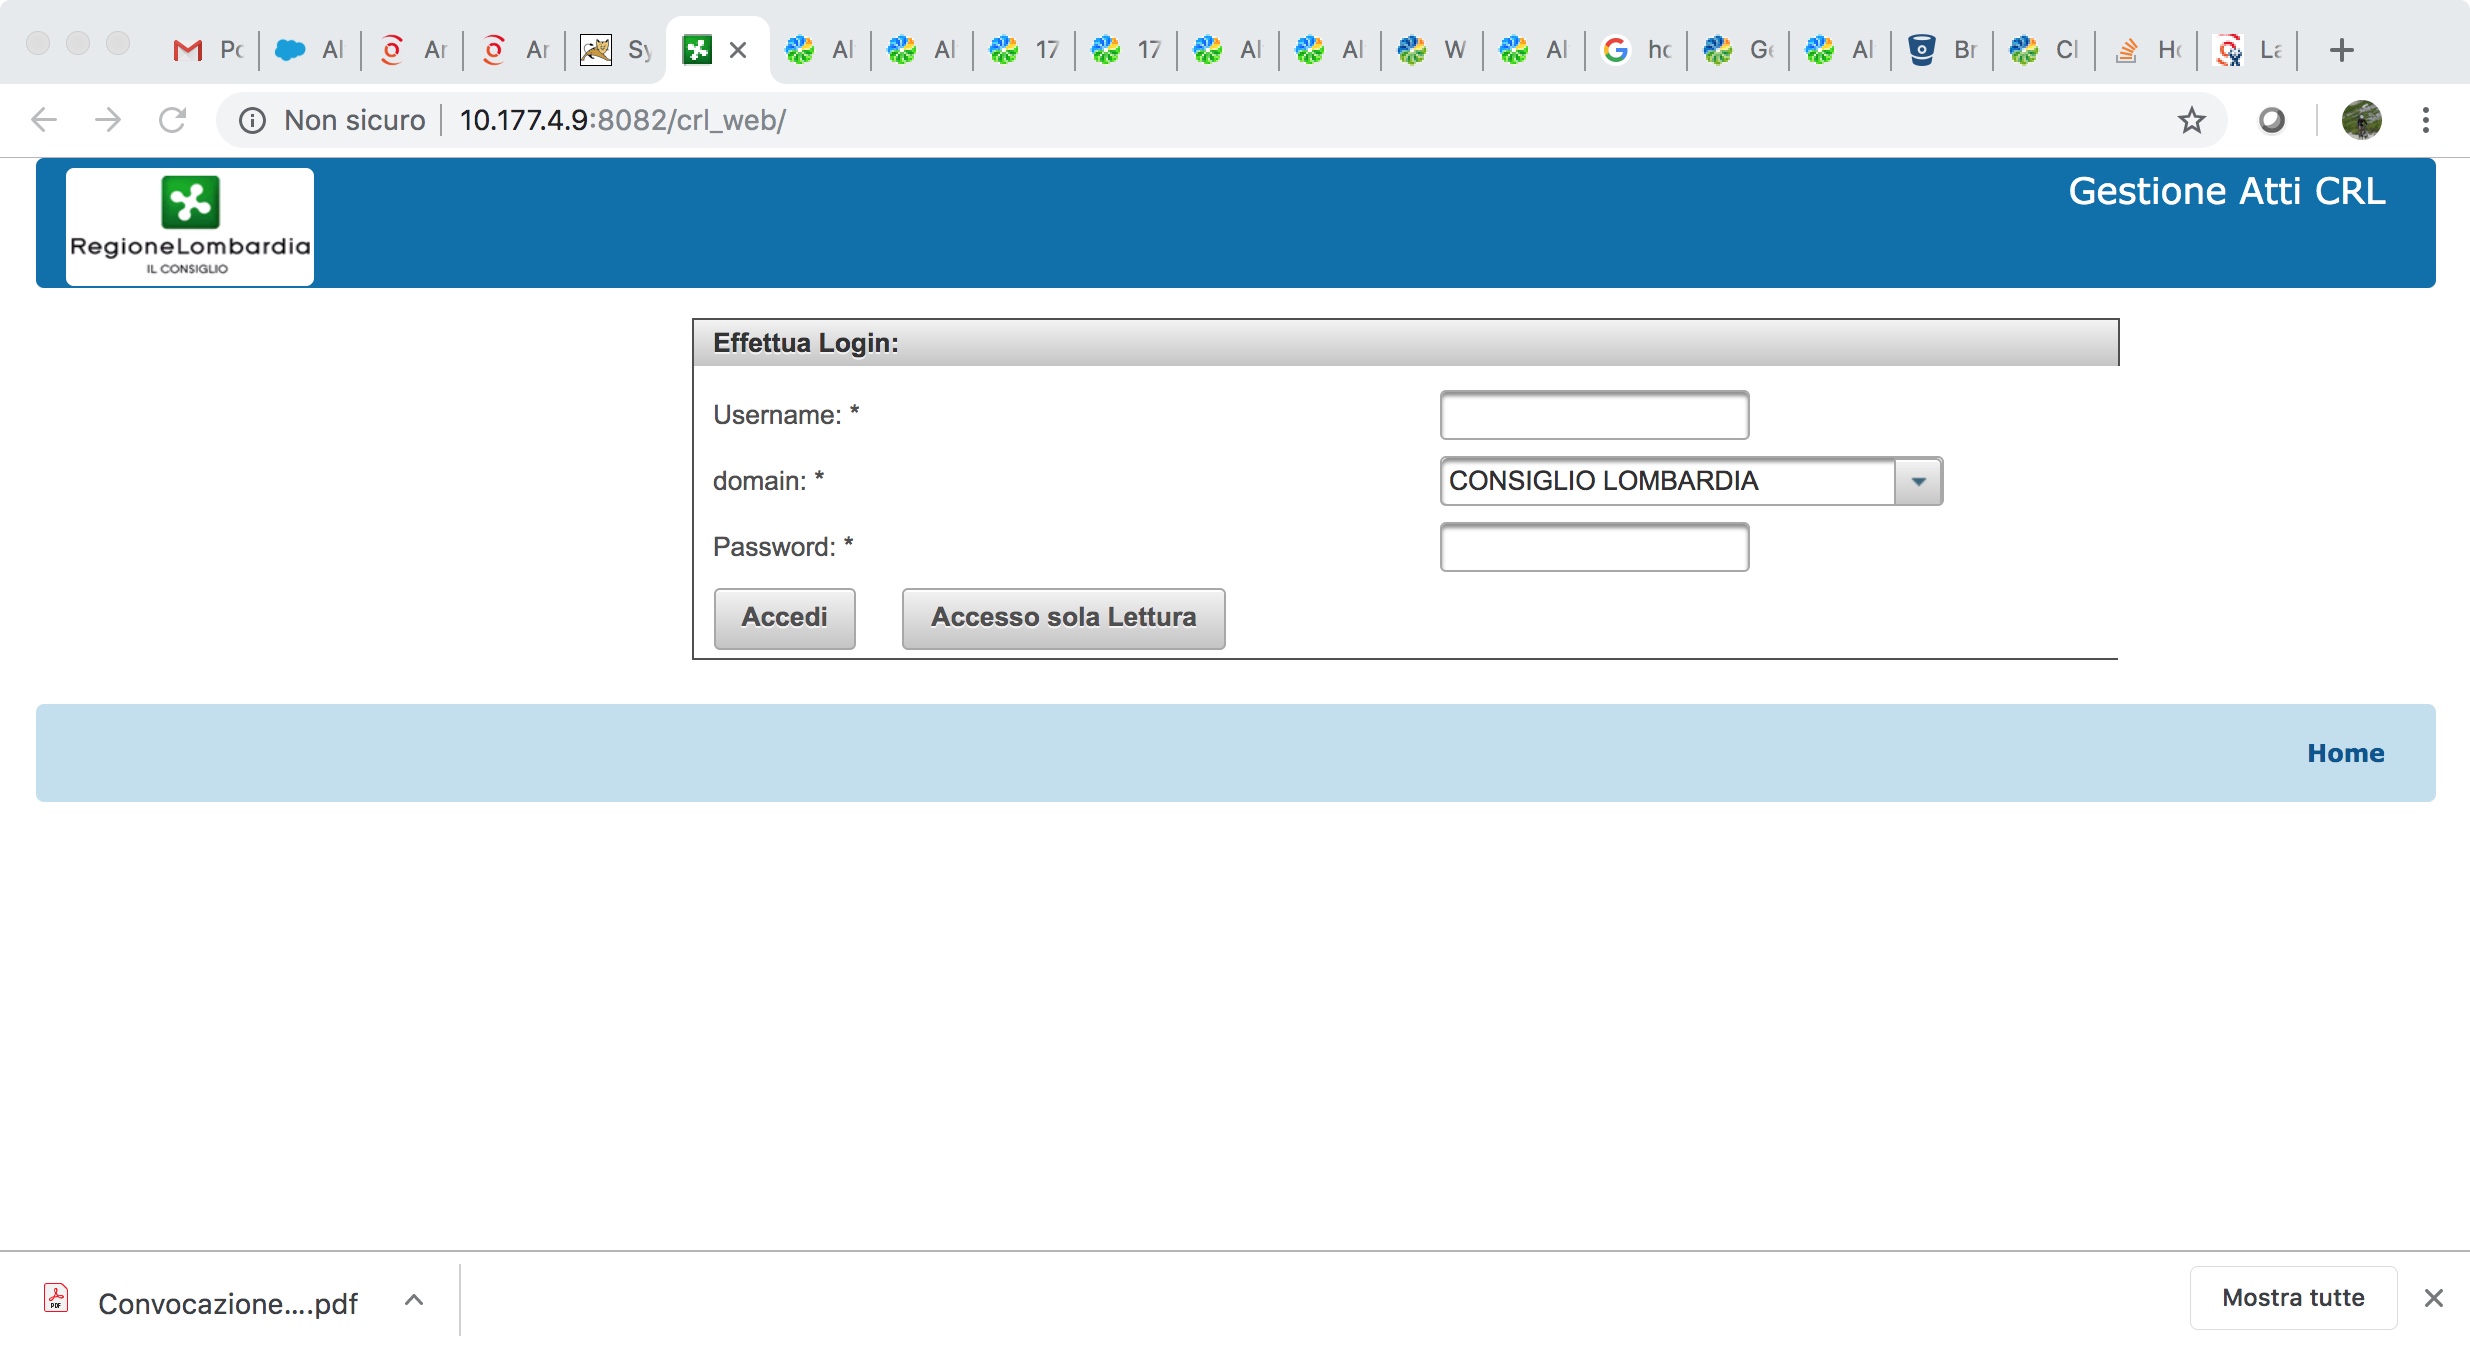 Pc Al Ar Ar Sy Al Al 17 17 Al Al W Al hc Ge Al Br Cl Hc La
Non sicuro 10.177.4.9:8082/crl_web/
Gestione Atti CRL
RegioneLombardia
IL CONSIGLIO
Effettua Login:
Username: *
domain: * CONSIGLIO LOMBARDIA
Password: *
Accedi Accesso sola Lettura
Home
Convocazione....pdf Mostra tutte